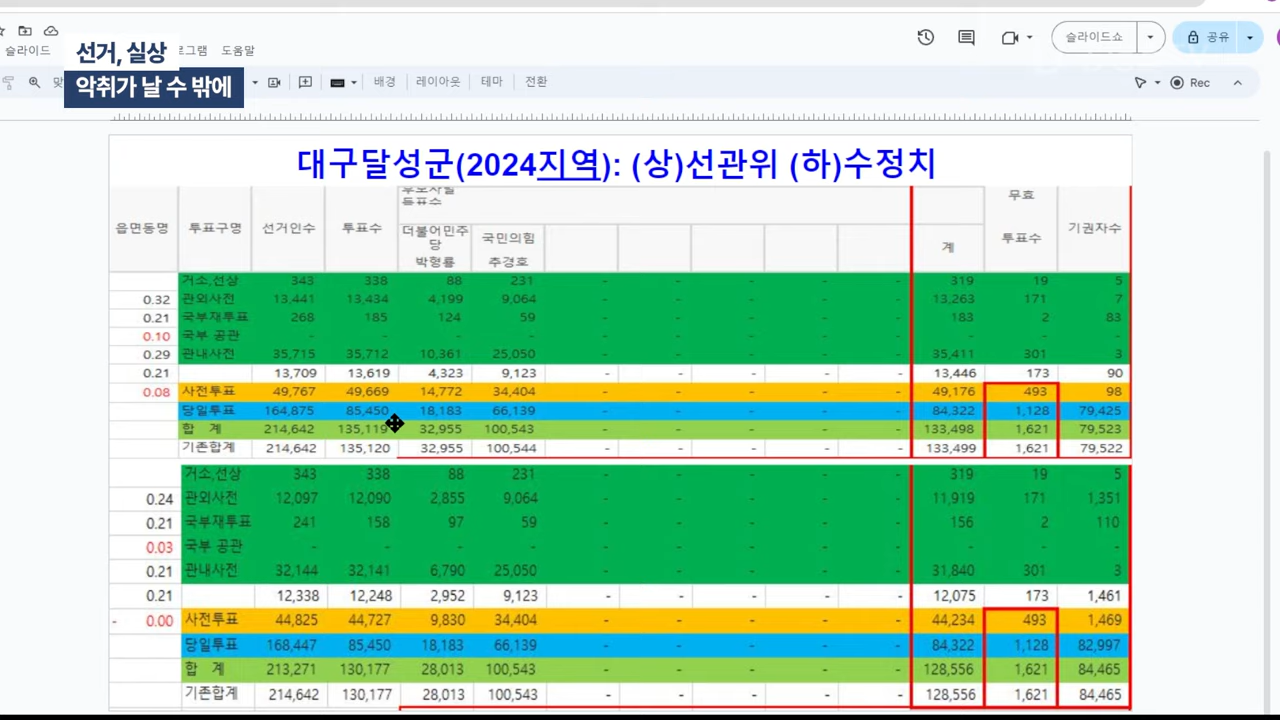 선거, 실상
악취가 날 수 밖에
슬라이드
도움말
슬라이드쇼
공유
배경
레이아웃
테마
전환
Rec
대구달성군(2024지역): (상)선관위 (하)수정치
읍면동명 투표구명 선거인수 투표수 후보자별 득표수 계 무효 투표수 기권자수
더불어민주당 박형룡 국민의힘 추경호
거소,선상 343 338 88 231 - - - - - 319 19 5
0.32 관외사전 13,441 13,434 4,199 9,064 - - - - - 13,263 171 7
0.21 국부재투표 268 185 124 59 - - - - - 183 2 83
0.10 국부 공관 - - - - - - - - - - - -
0.29 관내사전 35,715 35,712 10,361 25,050 - - - - - 35,411 301 3
0.21 13,709 13,619 4,323 9,123 - - - - - 13,446 173 90
0.08 사전투표 49,767 49,669 14,772 34,404 - - - - - 49,176 493 98
당일투표 164,875 85,450 18,183 66,139 - - - - - 84,322 1,128 79,425
합 계 214,642 135,119 32,955 100,543 - - - - - 133,498 1,621 79,523
기존합계 214,642 135,120 32,955 100,544 - - - - - 133,499 1,621 79,522
거소,선상 343 338 88 231 - - - - - 319 19 5
0.24 관외사전 12,097 12,090 2,855 9,064 - - - - - 11,919 171 1,351
0.21 국부재투표 241 158 97 59 - - - - - 156 2 110
0.03 국부 공관 - - - - - - - - - - - -
0.21 관내사전 32,144 32,141 6,790 25,050 - - - - - 31,840 301 3
0.21 12,338 12,248 2,952 9,123 - - - - - 12,075 173 1,461
- 0.00 사전투표 44,825 44,727 9,830 34,404 - - - - - 44,234 493 1,469
당일투표 168,447 85,450 18,183 66,139 - - - - - 84,322 1,128 82,997
합 계 213,271 130,177 28,013 100,543 - - - - - 128,556 1,621 84,465
기존합계 214,642 130,177 28,013 100,543 - - - - - 128,556 1,621 84,465